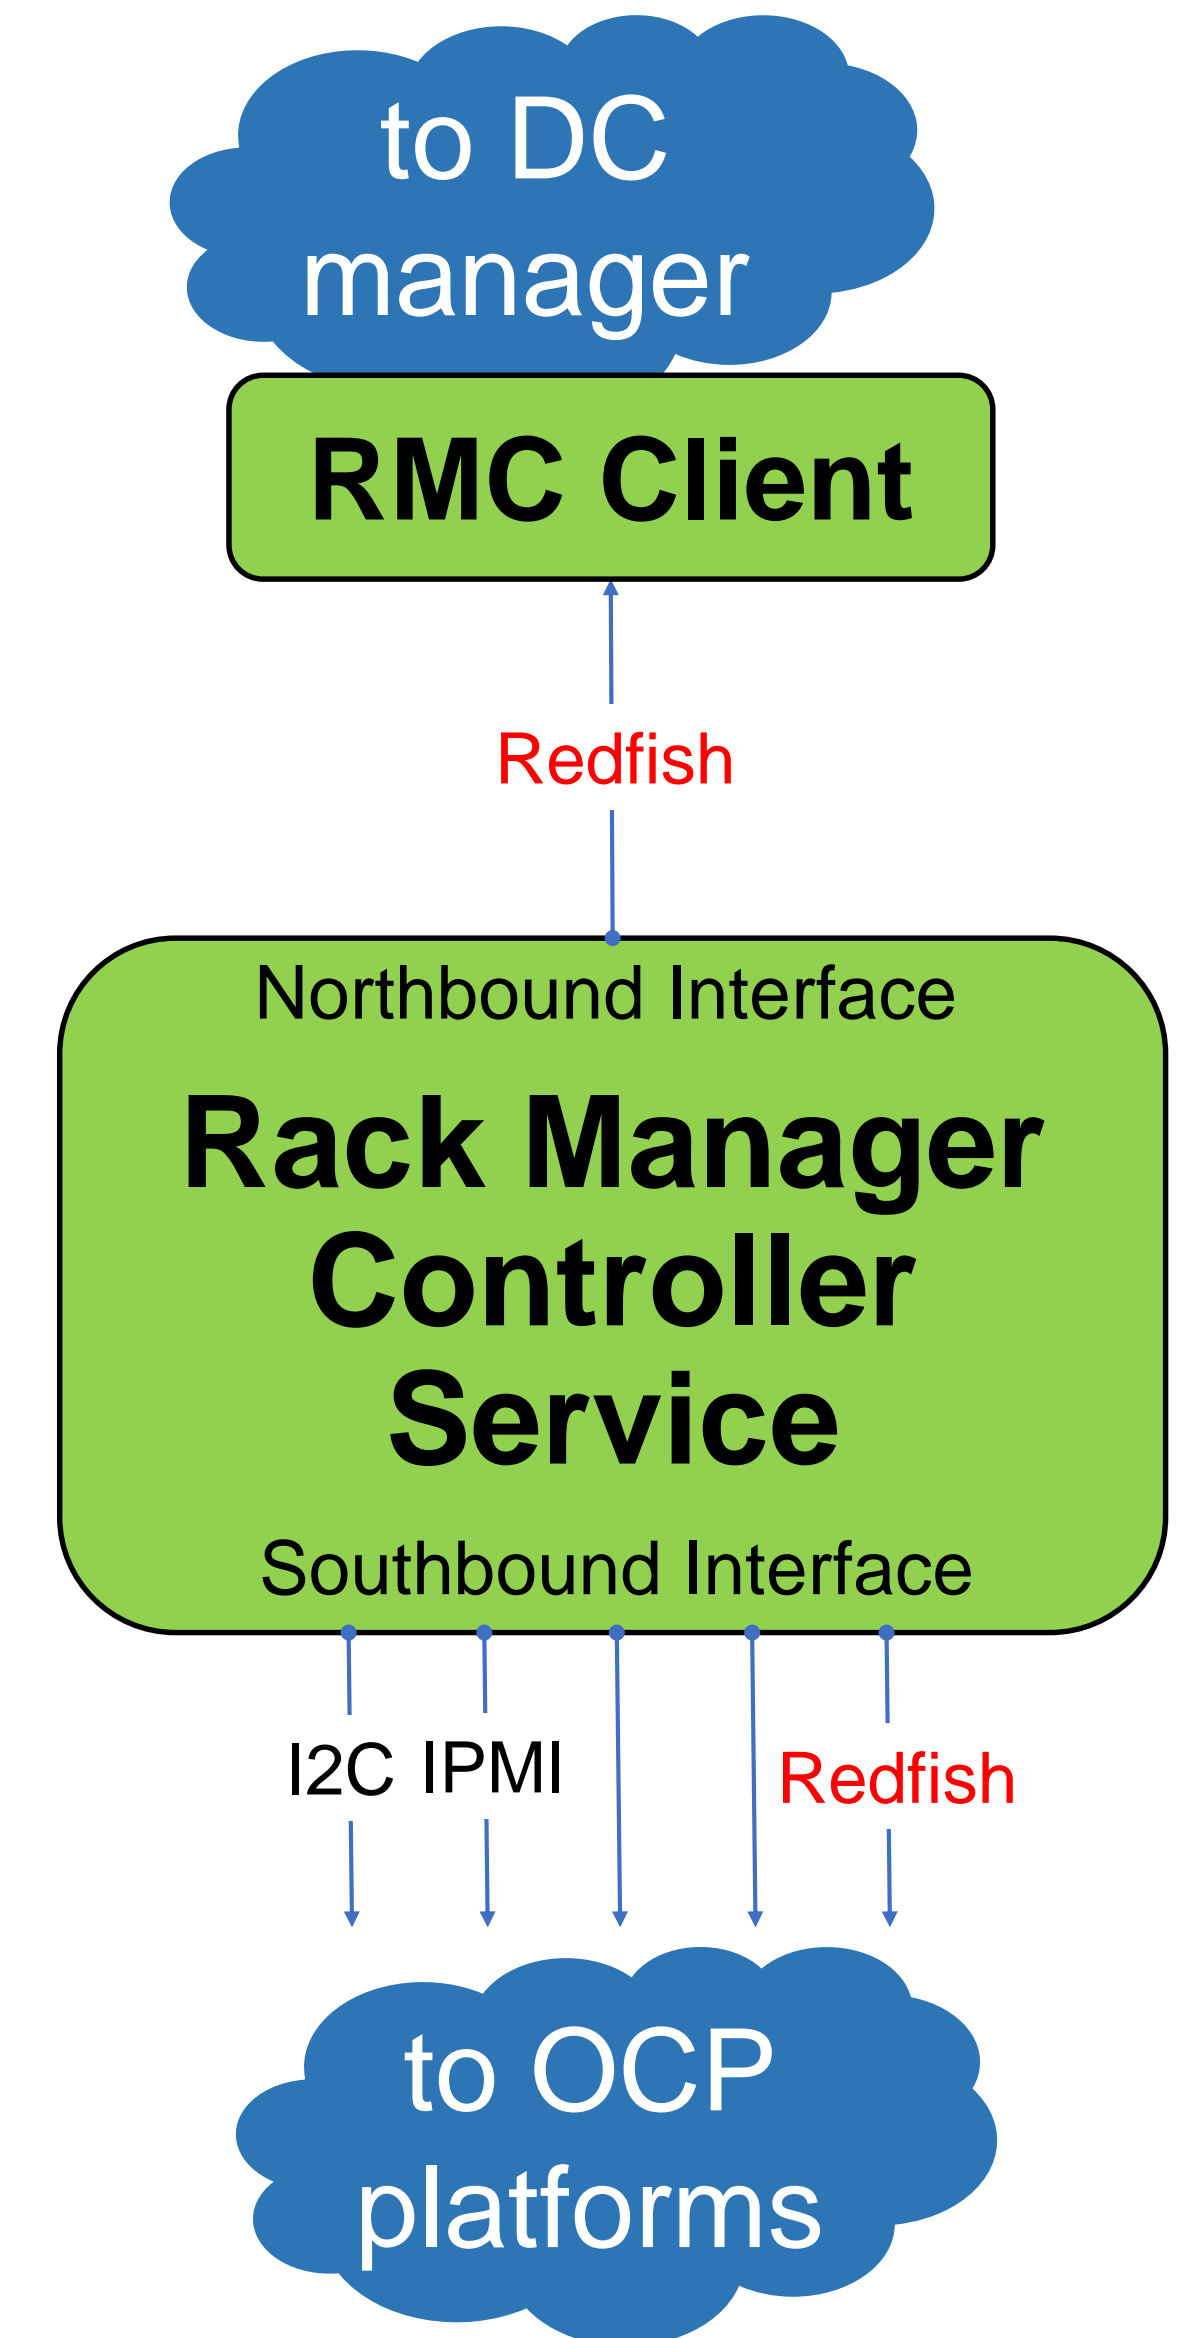 to DC
manager
RMC Client
Redfish
Northbound Interface
Rack Manager
Controller
Service
Southbound Interface
I2C IPMI Redfish
to OCP
platforms